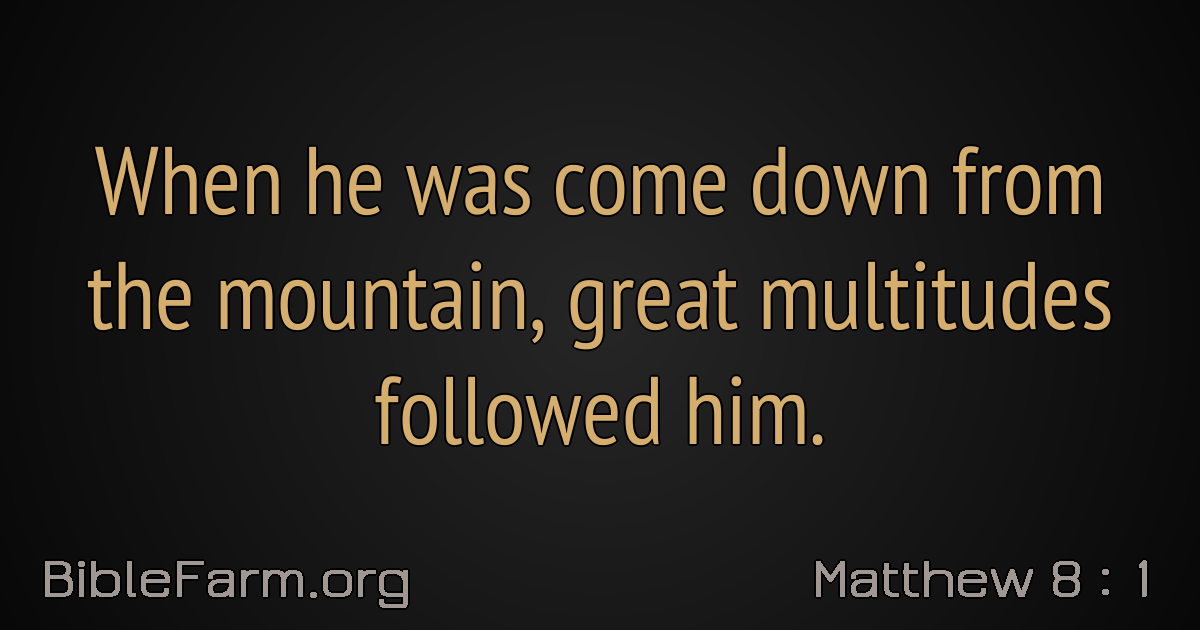 When he was come down from
the mountain, great multitudes
followed him.
BibleFarm.org
Matthew 8 : 1